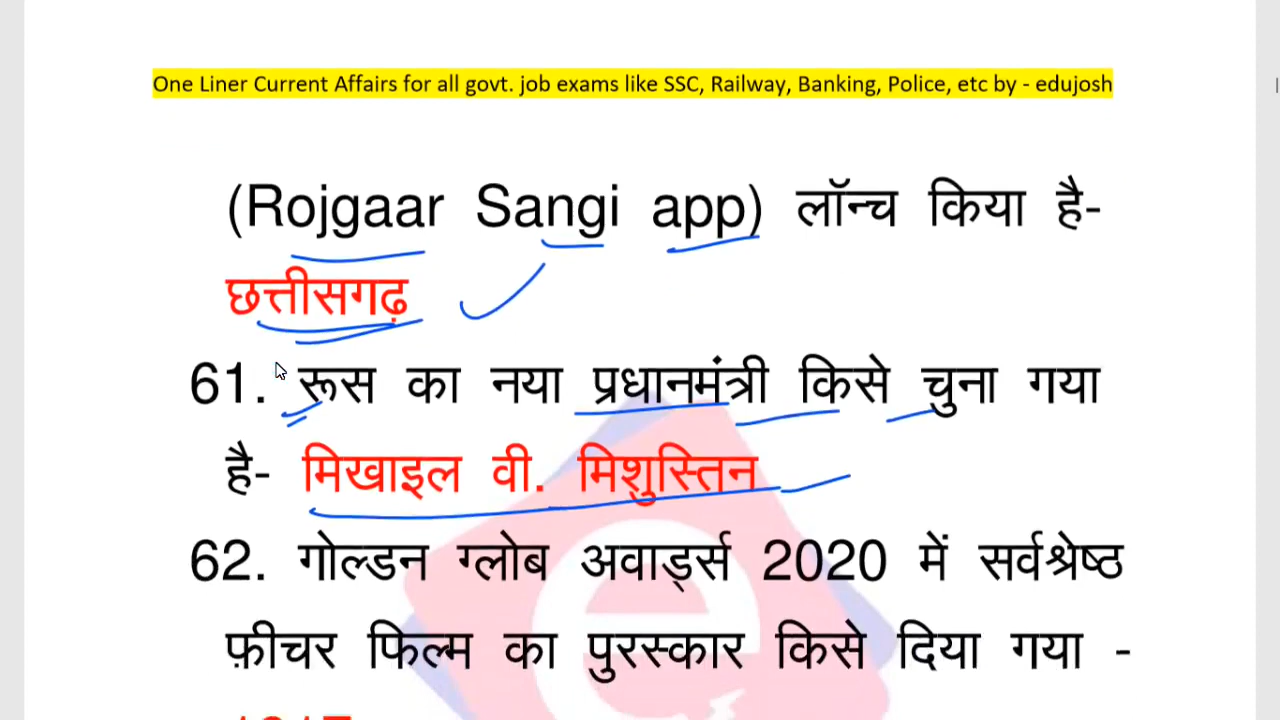 One Liner Current Affairs for all govt. job exams like SSC, Railway, Banking, Police, etc by - edujosh
(Rojgaar Sangi app) लॉन्च किया है-
छत्तीसगढ़
61. रूस का नया प्रधानमंत्री किसे चुना गया
है- मिखाइल वी. मिशुस्तिन
62. गोल्डन ग्लोब अवार्ड्स 2020 में सर्वश्रेष्ठ
फ़ीचर फिल्म का पुरस्कार किसे दिया गया -